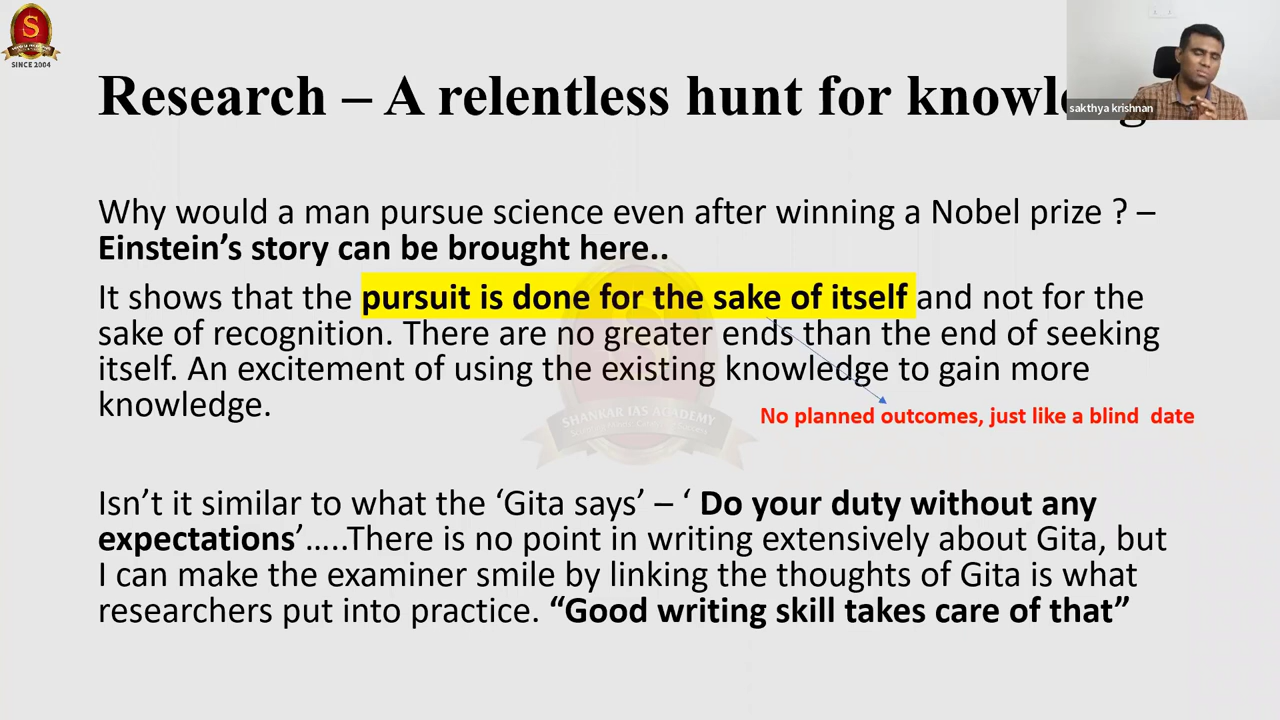 S
SINCE 2004
sakthya krishnan
Research – A relentless hunt for
Why would a man pursue science even after winning a Nobel prize ? –
Einstein’s story can be brought here..
It shows that the pursuit is done for the sake of itself and not for the
sake of recognition. There are no greater ends than the end of seeking
itself. An excitement of using the existing knowledge to gain more
knowledge.
SHANKAR IAS ACADEMY
No planned outcomes, just like a blind date
Isn’t it similar to what the ‘Gita says’ – ‘ Do your duty without any
expectations’…..There is no point in writing extensively about Gita, but
I can make the examiner smile by linking the thoughts of Gita is what
researchers put into practice. “Good writing skill takes care of that”